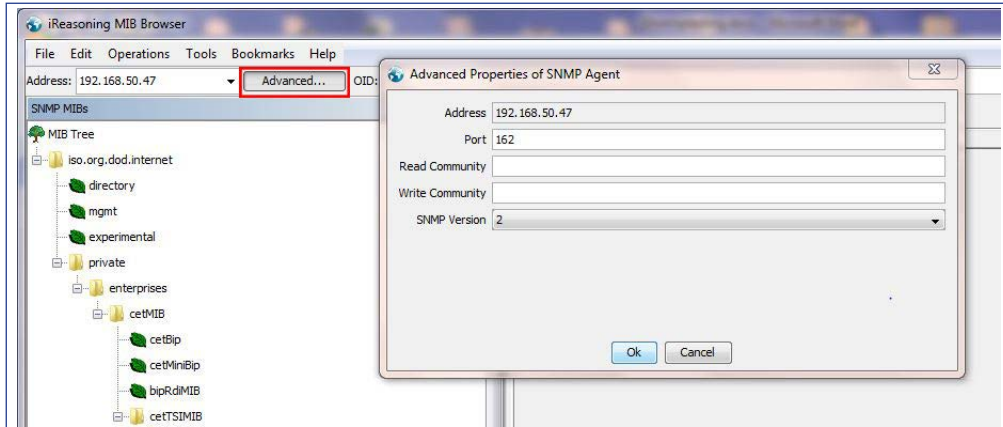 iReasoning MIB Browser
File Edit Operations Tools Bookmarks Help
Address: 192.168.50.47 Advanced... OID:
SNMP MIBs
MIB Tree
iso.org.dod.internet
directory
mgmt
experimental
private
enterprises
cetMIB
cetBip
cetMiniBip
bipRdiMIB
cetTSIMIB
Advanced Properties of SNMP Agent
Address 192.168.50.47
Port 162
Read Community
Write Community
SNMP Version 2
Ok Cancel